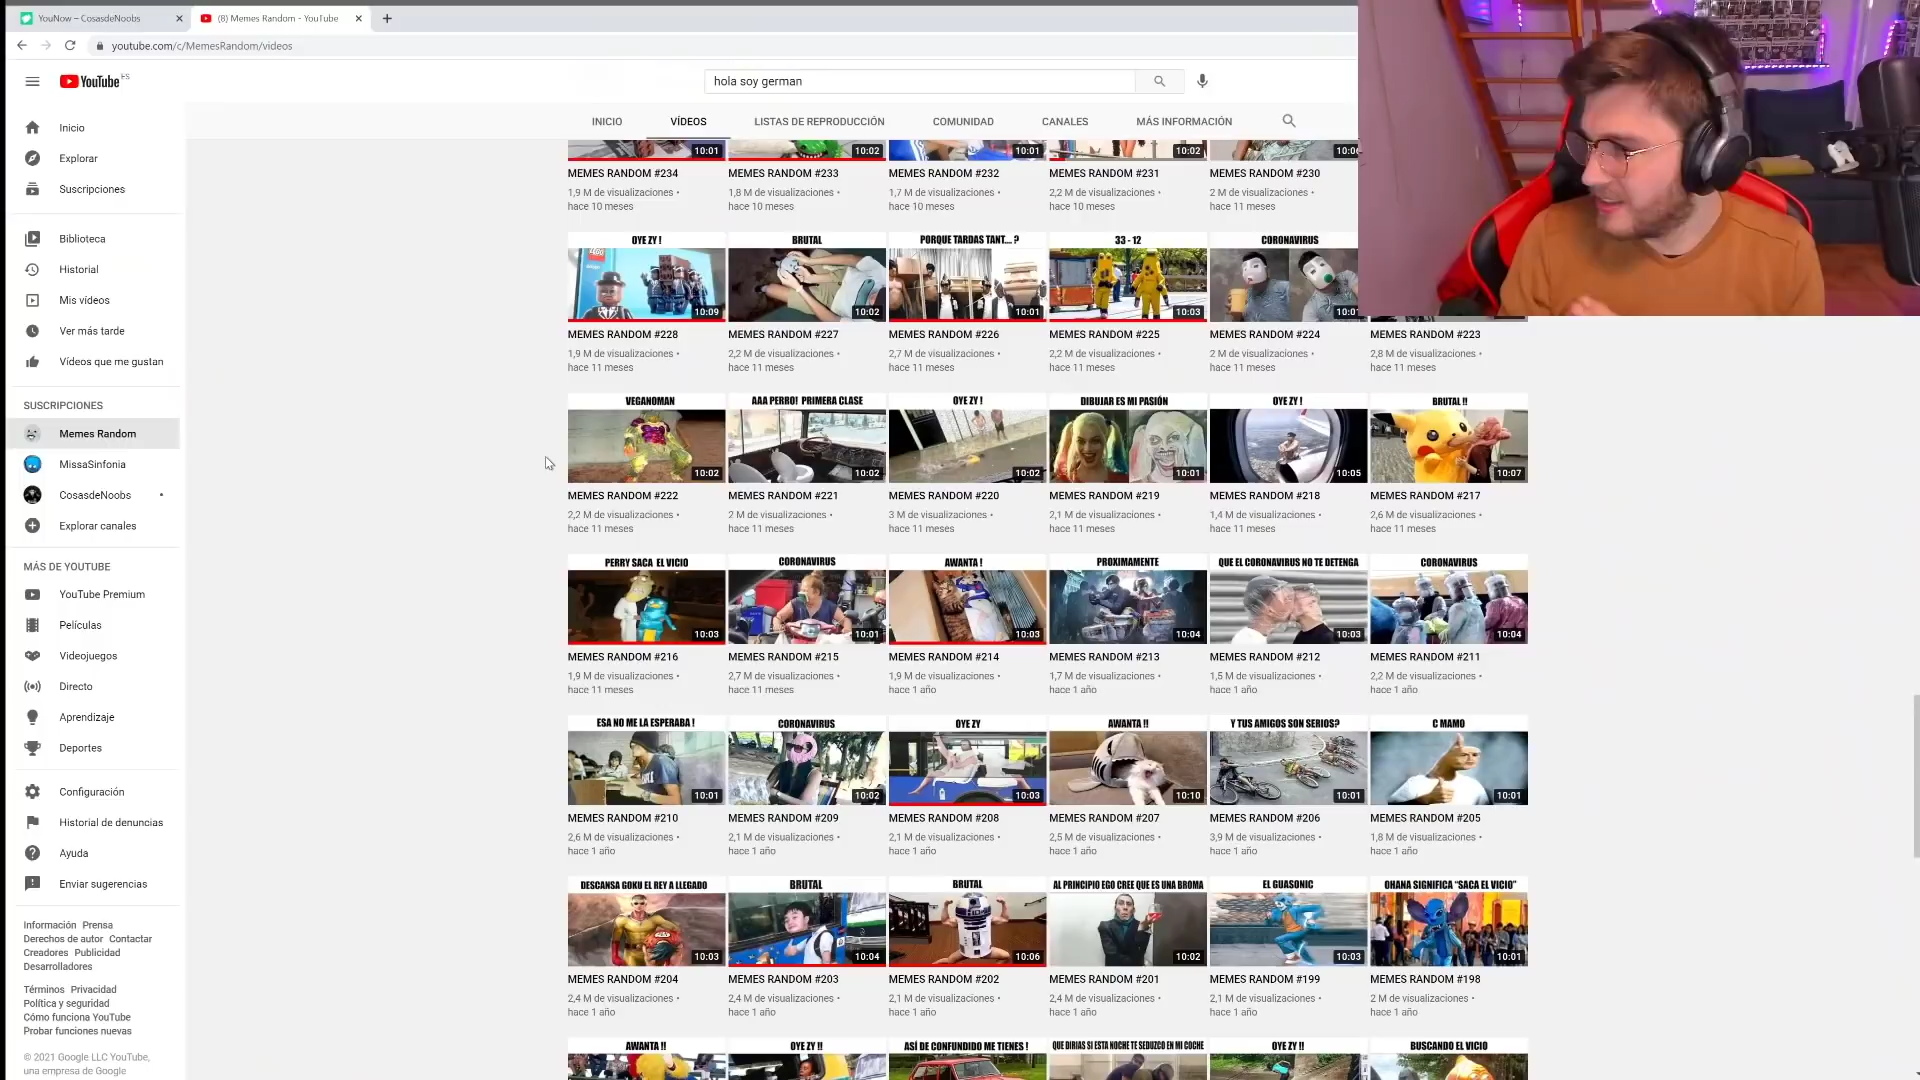 YouNow – CosasdeNoobs
(8) Memes Random - YouTube
youtube.com/c/MemesRandom/videos
YouTube ES
hola soy german
INICIO VÍDEOS LISTAS DE REPRODUCCIÓN COMUNIDAD CANALES MÁS INFORMACIÓN
Inicio
Explorar
Suscripciones
Biblioteca
Historial
Mis vídeos
Ver más tarde
Vídeos que me gustan
SUSCRIPCIONES
Memes Random
MissaSinfonia
CosasdeNoobs
Explorar canales
MÁS DE YOUTUBE
YouTube Premium
Películas
Videojuegos
Directo
Aprendizaje
Deportes
Configuración
Historial de denuncias
Ayuda
Enviar sugerencias
Información Prensa
Derechos de autor Contactar
Creadores Publicidad
Desarrolladores
Términos Privacidad
Política y seguridad
Cómo funciona YouTube
Probar funciones nuevas
© 2021 Google LLC YouTube,
una empresa de Google
10:01 10:02 10:01 10:02
MEMES RANDOM #234 MEMES RANDOM #233 MEMES RANDOM #232 MEMES RANDOM #231 MEMES RANDOM #230
1,9 M de visualizaciones • 1,8 M de visualizaciones • 1,7 M de visualizaciones • 2,2 M de visualizaciones • 2 M de visualizaciones •
hace 10 meses hace 10 meses hace 10 meses hace 10 meses hace 11 meses
OYE ZY ! BRUTAL PORQUE TARDAS TANT... ? 33 - 12 CORONAVIRUS
10:09 10:02 10:01 10:03
MEMES RANDOM #228 MEMES RANDOM #227 MEMES RANDOM #226 MEMES RANDOM #225 MEMES RANDOM #224 MEMES RANDOM #223
1,9 M de visualizaciones • 2,2 M de visualizaciones • 2,7 M de visualizaciones • 2,2 M de visualizaciones • 2 M de visualizaciones • 2,8 M de visualizaciones •
hace 11 meses hace 11 meses hace 11 meses hace 11 meses hace 11 meses hace 11 meses
VEGANOMAN AAA PERRO! PRIMERA CLASE OYE ZY ! DIBUJAR ES MI PASIÓN OYE ZY ! BRUTAL !!
10:02 10:02 10:02 10:01 10:05 10:07
MEMES RANDOM #222 MEMES RANDOM #221 MEMES RANDOM #220 MEMES RANDOM #219 MEMES RANDOM #218 MEMES RANDOM #217
2,2 M de visualizaciones • 2 M de visualizaciones • 3 M de visualizaciones • 2,1 M de visualizaciones • 1,4 M de visualizaciones • 2,6 M de visualizaciones •
hace 11 meses hace 11 meses hace 11 meses hace 11 meses hace 11 meses hace 11 meses
PERRY SACA EL VICIO CORONAVIRUS AWANTA ! PROXIMAMENTE QUE EL CORONAVIRUS NO TE DETENGA CORONAVIRUS
10:03 10:01 10:03 10:04 10:03 10:04
MEMES RANDOM #216 MEMES RANDOM #215 MEMES RANDOM #214 MEMES RANDOM #213 MEMES RANDOM #212 MEMES RANDOM #211
1,9 M de visualizaciones • 2,7 M de visualizaciones • 1,9 M de visualizaciones • 1,7 M de visualizaciones • 1,5 M de visualizaciones • 2,2 M de visualizaciones •
hace 11 meses hace 11 meses hace 1 año hace 1 año hace 1 año hace 1 año
ESA NO ME LA ESPERABA ! CORONAVIRUS OYE ZY AWANTA !! Y TUS AMIGOS SON SERIOS? C MAMO
10:01 10:02 10:03 10:10 10:01 10:01
MEMES RANDOM #210 MEMES RANDOM #209 MEMES RANDOM #208 MEMES RANDOM #207 MEMES RANDOM #206 MEMES RANDOM #205
2,6 M de visualizaciones • 2,1 M de visualizaciones • 2,1 M de visualizaciones • 2,5 M de visualizaciones • 3,9 M de visualizaciones • 1,8 M de visualizaciones •
hace 1 año hace 1 año hace 1 año hace 1 año hace 1 año hace 1 año
DESCANSA GOKU EL REY A LLEGADO BRUTAL BRUTAL AL PRINCIPIO EGO CREE QUE ES UNA BROMA EL GUASONIC OHANA SIGNIFICA "SACA EL VICIO"
10:03 10:04 10:06 10:02 10:03 10:01
MEMES RANDOM #204 MEMES RANDOM #203 MEMES RANDOM #202 MEMES RANDOM #201 MEMES RANDOM #199 MEMES RANDOM #198
2,4 M de visualizaciones • 2,4 M de visualizaciones • 2,1 M de visualizaciones • 2,4 M de visualizaciones • 2,1 M de visualizaciones • 2 M de visualizaciones •
hace 1 año hace 1 año hace 1 año hace 1 año hace 1 año hace 1 año
AWANTA !! OYE ZY !! ASÍ DE CONFUNDIDO ME TIENES ! QUE DIRIAS SI ESTA NOCHE TE SEDUZCO EN MI COCHE OYE ZY !! BUSCANDO EL VICIO